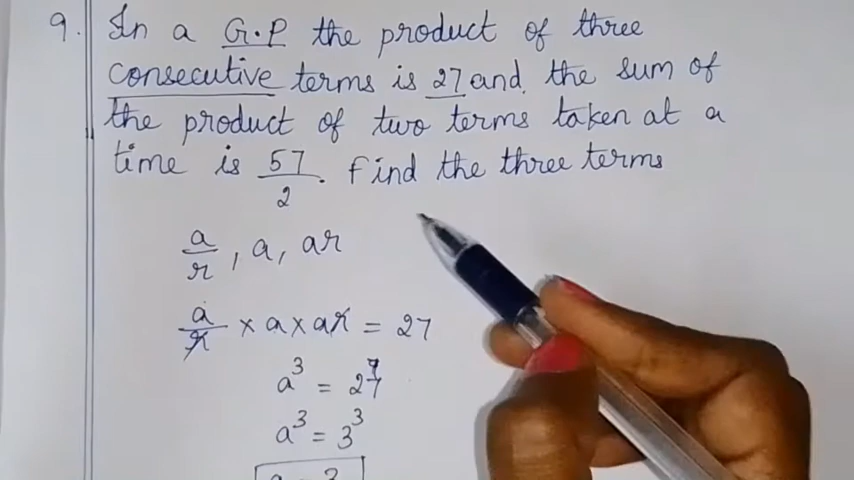 9. In a G.P the product of three
consecutive terms is 27 and the sum of
the product of two terms taken at a
time is 57/2. Find the three terms
a/r, a, ar
a/r × a × ar = 27
a³ = 27
a³ = 3³
a = 3